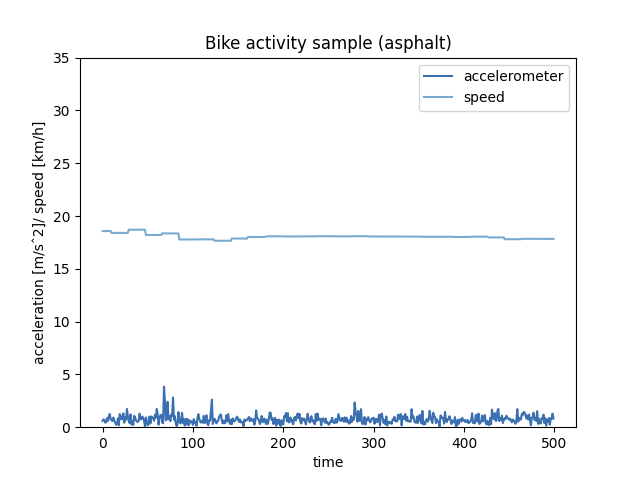 Bike activity sample (asphalt)
accelerometer
speed
acceleration [m/sˆ2]/ speed [km/h]
35
30
25
20
15
10
5
0
0 100 200 300 400 500
time